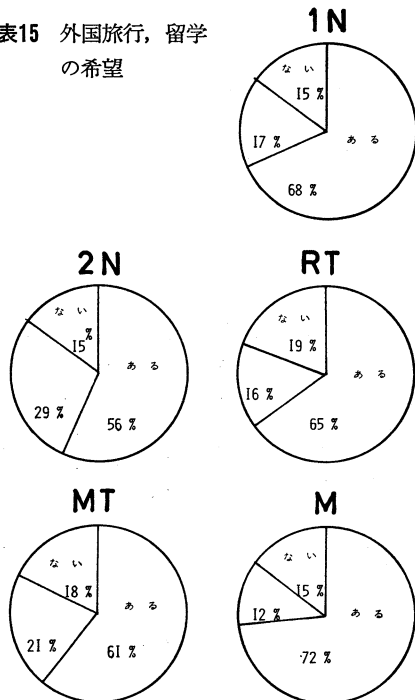 表15 外国旅行，留学
の希望
1N
ない
15 %
ある
17 %
68 %
2N
ない
15 %
ある
29 %
56 %
RT
ない
19 %
ある
16 %
65 %
MT
ない
18 %
ある
21 %
61 %
M
ない
15 %
ある
12 %
72 %